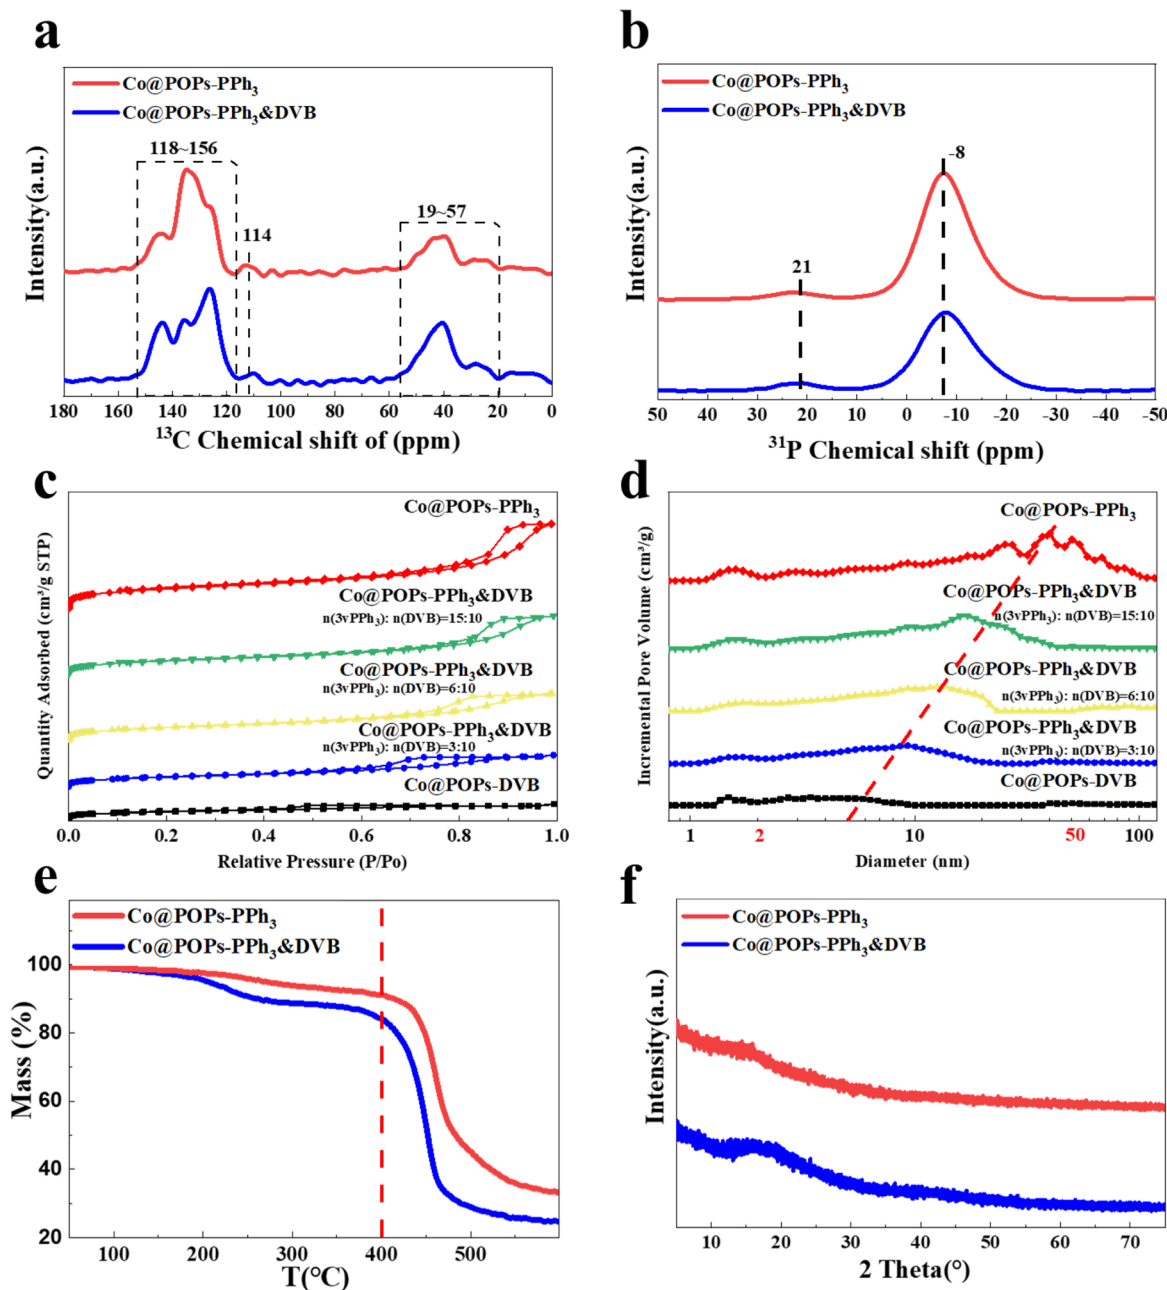 a
Co@POPs-PPh₃
Co@POPs-PPh₃&DVB
118~156
114
19~57
Intensity(a.u.)
180 160 140 120 100 80 60 40 20 0
¹³C Chemical shift of (ppm)
b
Co@POPs-PPh₃
Co@POPs-PPh₃&DVB
-8
21
Intensity(a.u.)
50 40 30 20 10 0 -10 -20 -30 -40 -50
³¹P Chemical shift (ppm)
c
Co@POPs-PPh₃
Co@POPs-PPh₃&DVB
n(3vPPh₃): n(DVB)=15:10
Co@POPs-PPh₃&DVB
n(3vPPh₃): n(DVB)=6:10
Co@POPs-PPh₃&DVB
n(3vPPh₃): n(DVB)=3:10
Co@POPs-DVB
Quantity Adsorbed (cm³/g STP)
0.0 0.2 0.4 0.6 0.8 1.0
Relative Pressure (P/Po)
d
Co@POPs-PPh₃
Co@POPs-PPh₃&DVB
n(3vPPh₃): n(DVB)=15:10
Co@POPs-PPh₃&DVB
n(3vPPh₃): n(DVB)=6:10
Co@POPs-PPh₃&DVB
n(3vPPh₃): n(DVB)=3:10
Co@POPs-DVB
Incremental Pore Volume (cm³/g)
1 2 10 50 100
Diameter (nm)
e
Co@POPs-PPh₃
Co@POPs-PPh₃&DVB
100
80
60
40
20
Mass (%)
100 200 300 400 500
T(°C)
f
Co@POPs-PPh₃
Co@POPs-PPh₃&DVB
Intensity(a.u.)
10 20 30 40 50 60 70
2 Theta(°)